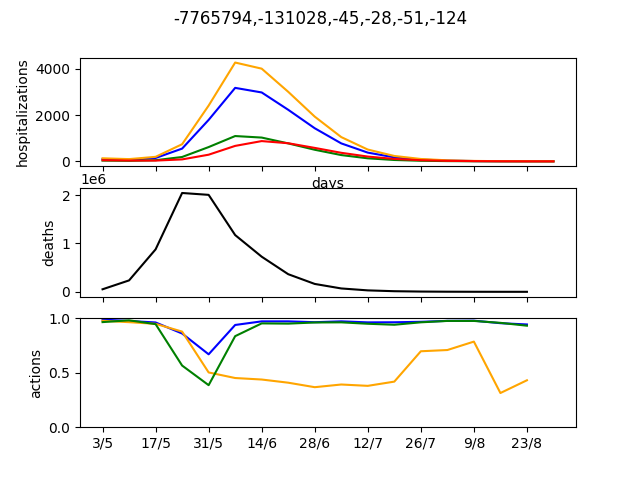 -7765794,-131028,-45,-28,-51,-124
hospitalizations
4000
2000
0
days
1e6
deaths
2
1
0
actions
1.0
0.5
0.0
3/5 17/5 31/5 14/6 28/6 12/7 26/7 9/8 23/8